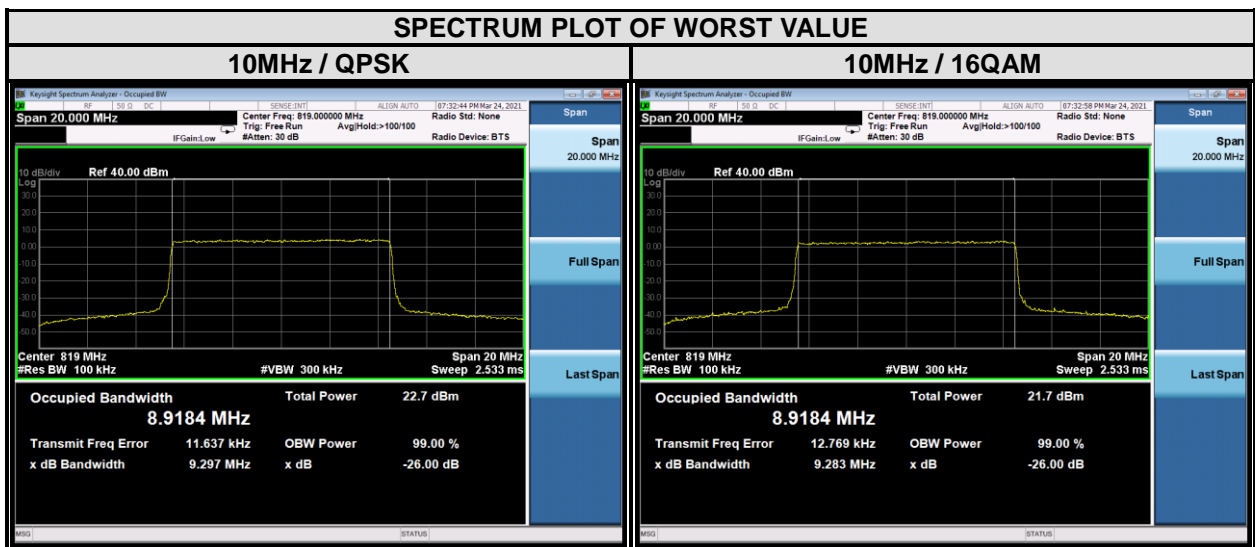 SPECTRUM PLOT OF WORST VALUE
10MHz / QPSK
Keysight Spectrum Analyzer - Occupied BW
RF 50 Ω DC SENSE:INT ALIGN AUTO 07:32:44 PM Mar 24, 2021
Span 20.000 MHz
Center Freq: 819.000000 MHz
Radio Std: None
Trig: Free Run Avg|Hold:>100/100
IFGain:Low
#Atten: 30 dB
Radio Device: BTS
10 dB/div Ref 40.00 dBm
Log
30.0
20.0
10.0
0.00
-10.0
-20.0
-30.0
-40.0
-50.0
Center 819 MHz
Span 20 MHz
#Res BW 100 kHz
#VBW 300 kHz
Sweep 2.533 ms
Occupied Bandwidth
Total Power 22.7 dBm
8.9184 MHz
Transmit Freq Error 11.637 kHz OBW Power 99.00 %
x dB Bandwidth 9.297 MHz x dB -26.00 dB
MSG STATUS
Span
Span
20.000 MHz
Full Span
Last Span
10MHz / 16QAM
Keysight Spectrum Analyzer - Occupied BW
RF 50 Ω DC SENSE:INT ALIGN AUTO 07:32:58 PM Mar 24, 2021
Span 20.000 MHz
Center Freq: 819.000000 MHz
Radio Std: None
Trig: Free Run Avg|Hold:>100/100
IFGain:Low
#Atten: 30 dB
Radio Device: BTS
10 dB/div Ref 40.00 dBm
Log
30.0
20.0
10.0
0.00
-10.0
-20.0
-30.0
-40.0
-50.0
Center 819 MHz
Span 20 MHz
#Res BW 100 kHz
#VBW 300 kHz
Sweep 2.533 ms
Occupied Bandwidth
Total Power 21.7 dBm
8.9184 MHz
Transmit Freq Error 12.769 kHz OBW Power 99.00 %
x dB Bandwidth 9.283 MHz x dB -26.00 dB
MSG STATUS
Span
Span
20.000 MHz
Full Span
Last Span